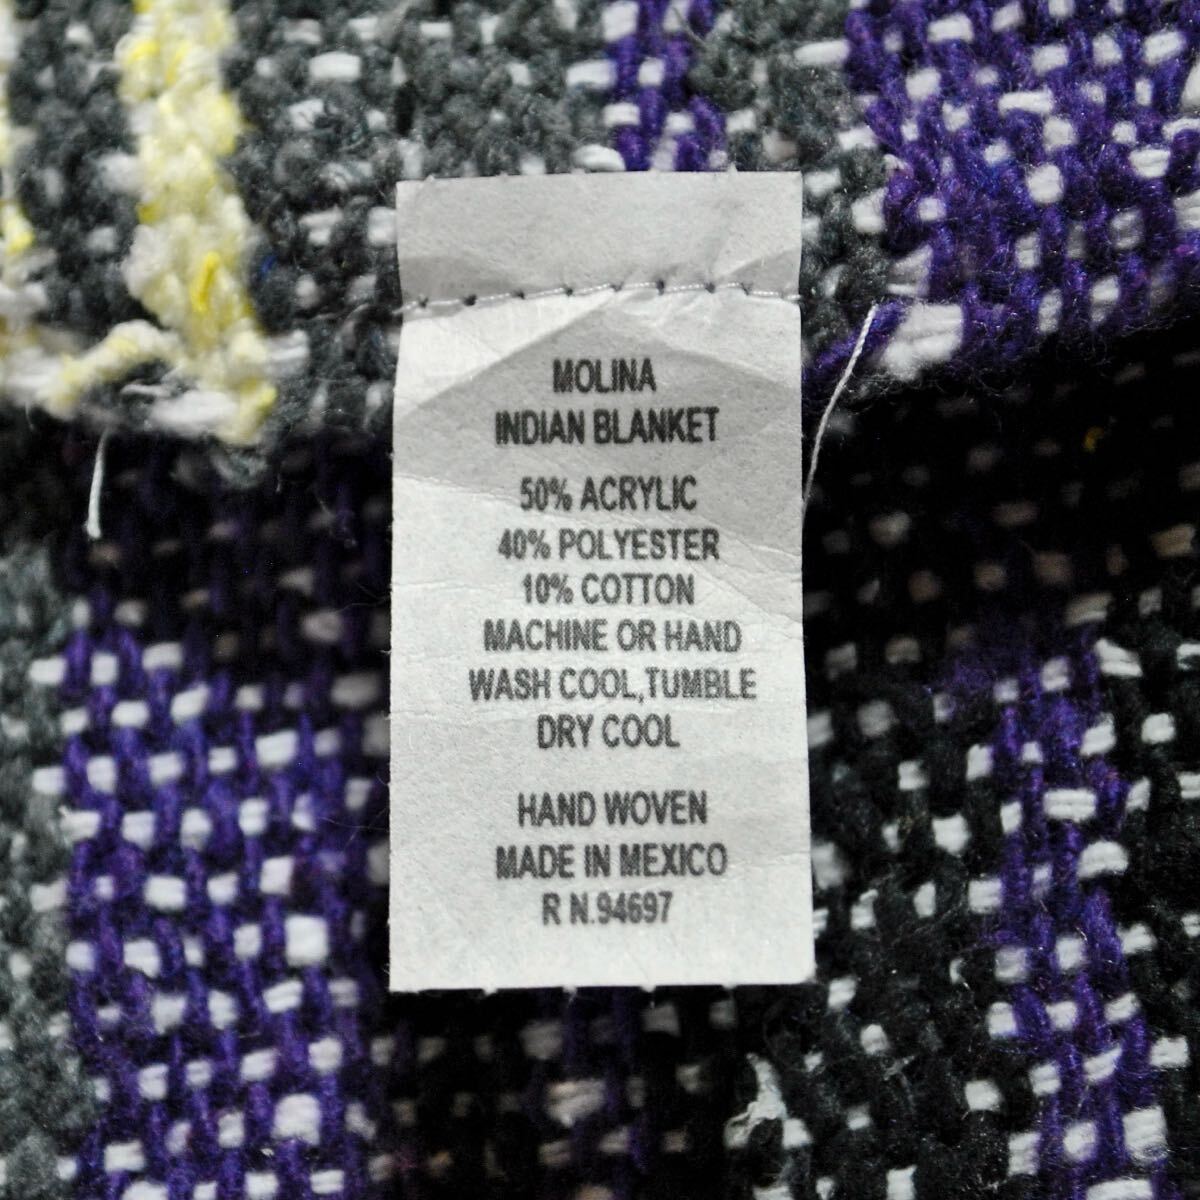 MOLINA
INDIAN BLANKET
50% ACRYLIC
40% POLYESTER
10% COTTON
MACHINE OR HAND
WASH COOL,TUMBLE
DRY COOL
HAND WOVEN
MADE IN MEXICO
R N.94697